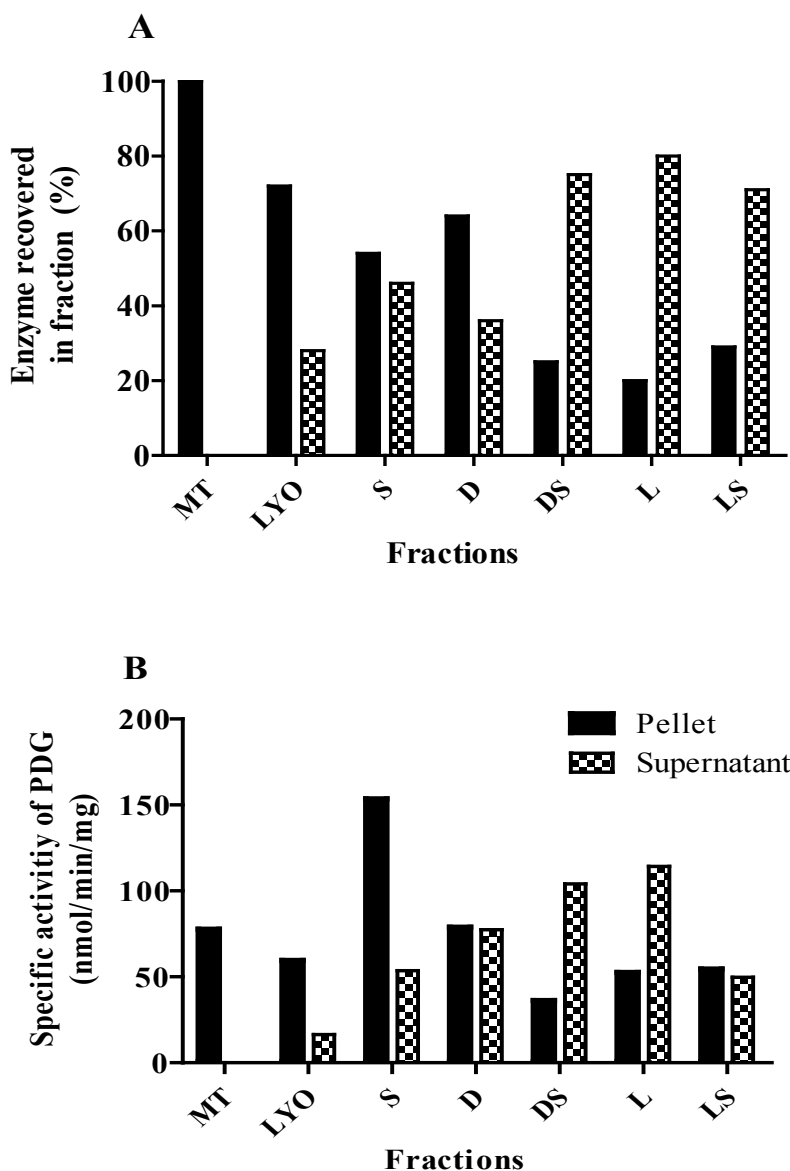 A
Enzyme recovered
in fraction (%)
100
80
60
40
20
0
MT LYO S D DS L LS
Fractions
B
Specific activitiy of PDG
(nmol/min/mg)
200
150
100
50
0
Pellet
Supernatant
MT LYO S D DS L LS
Fractions